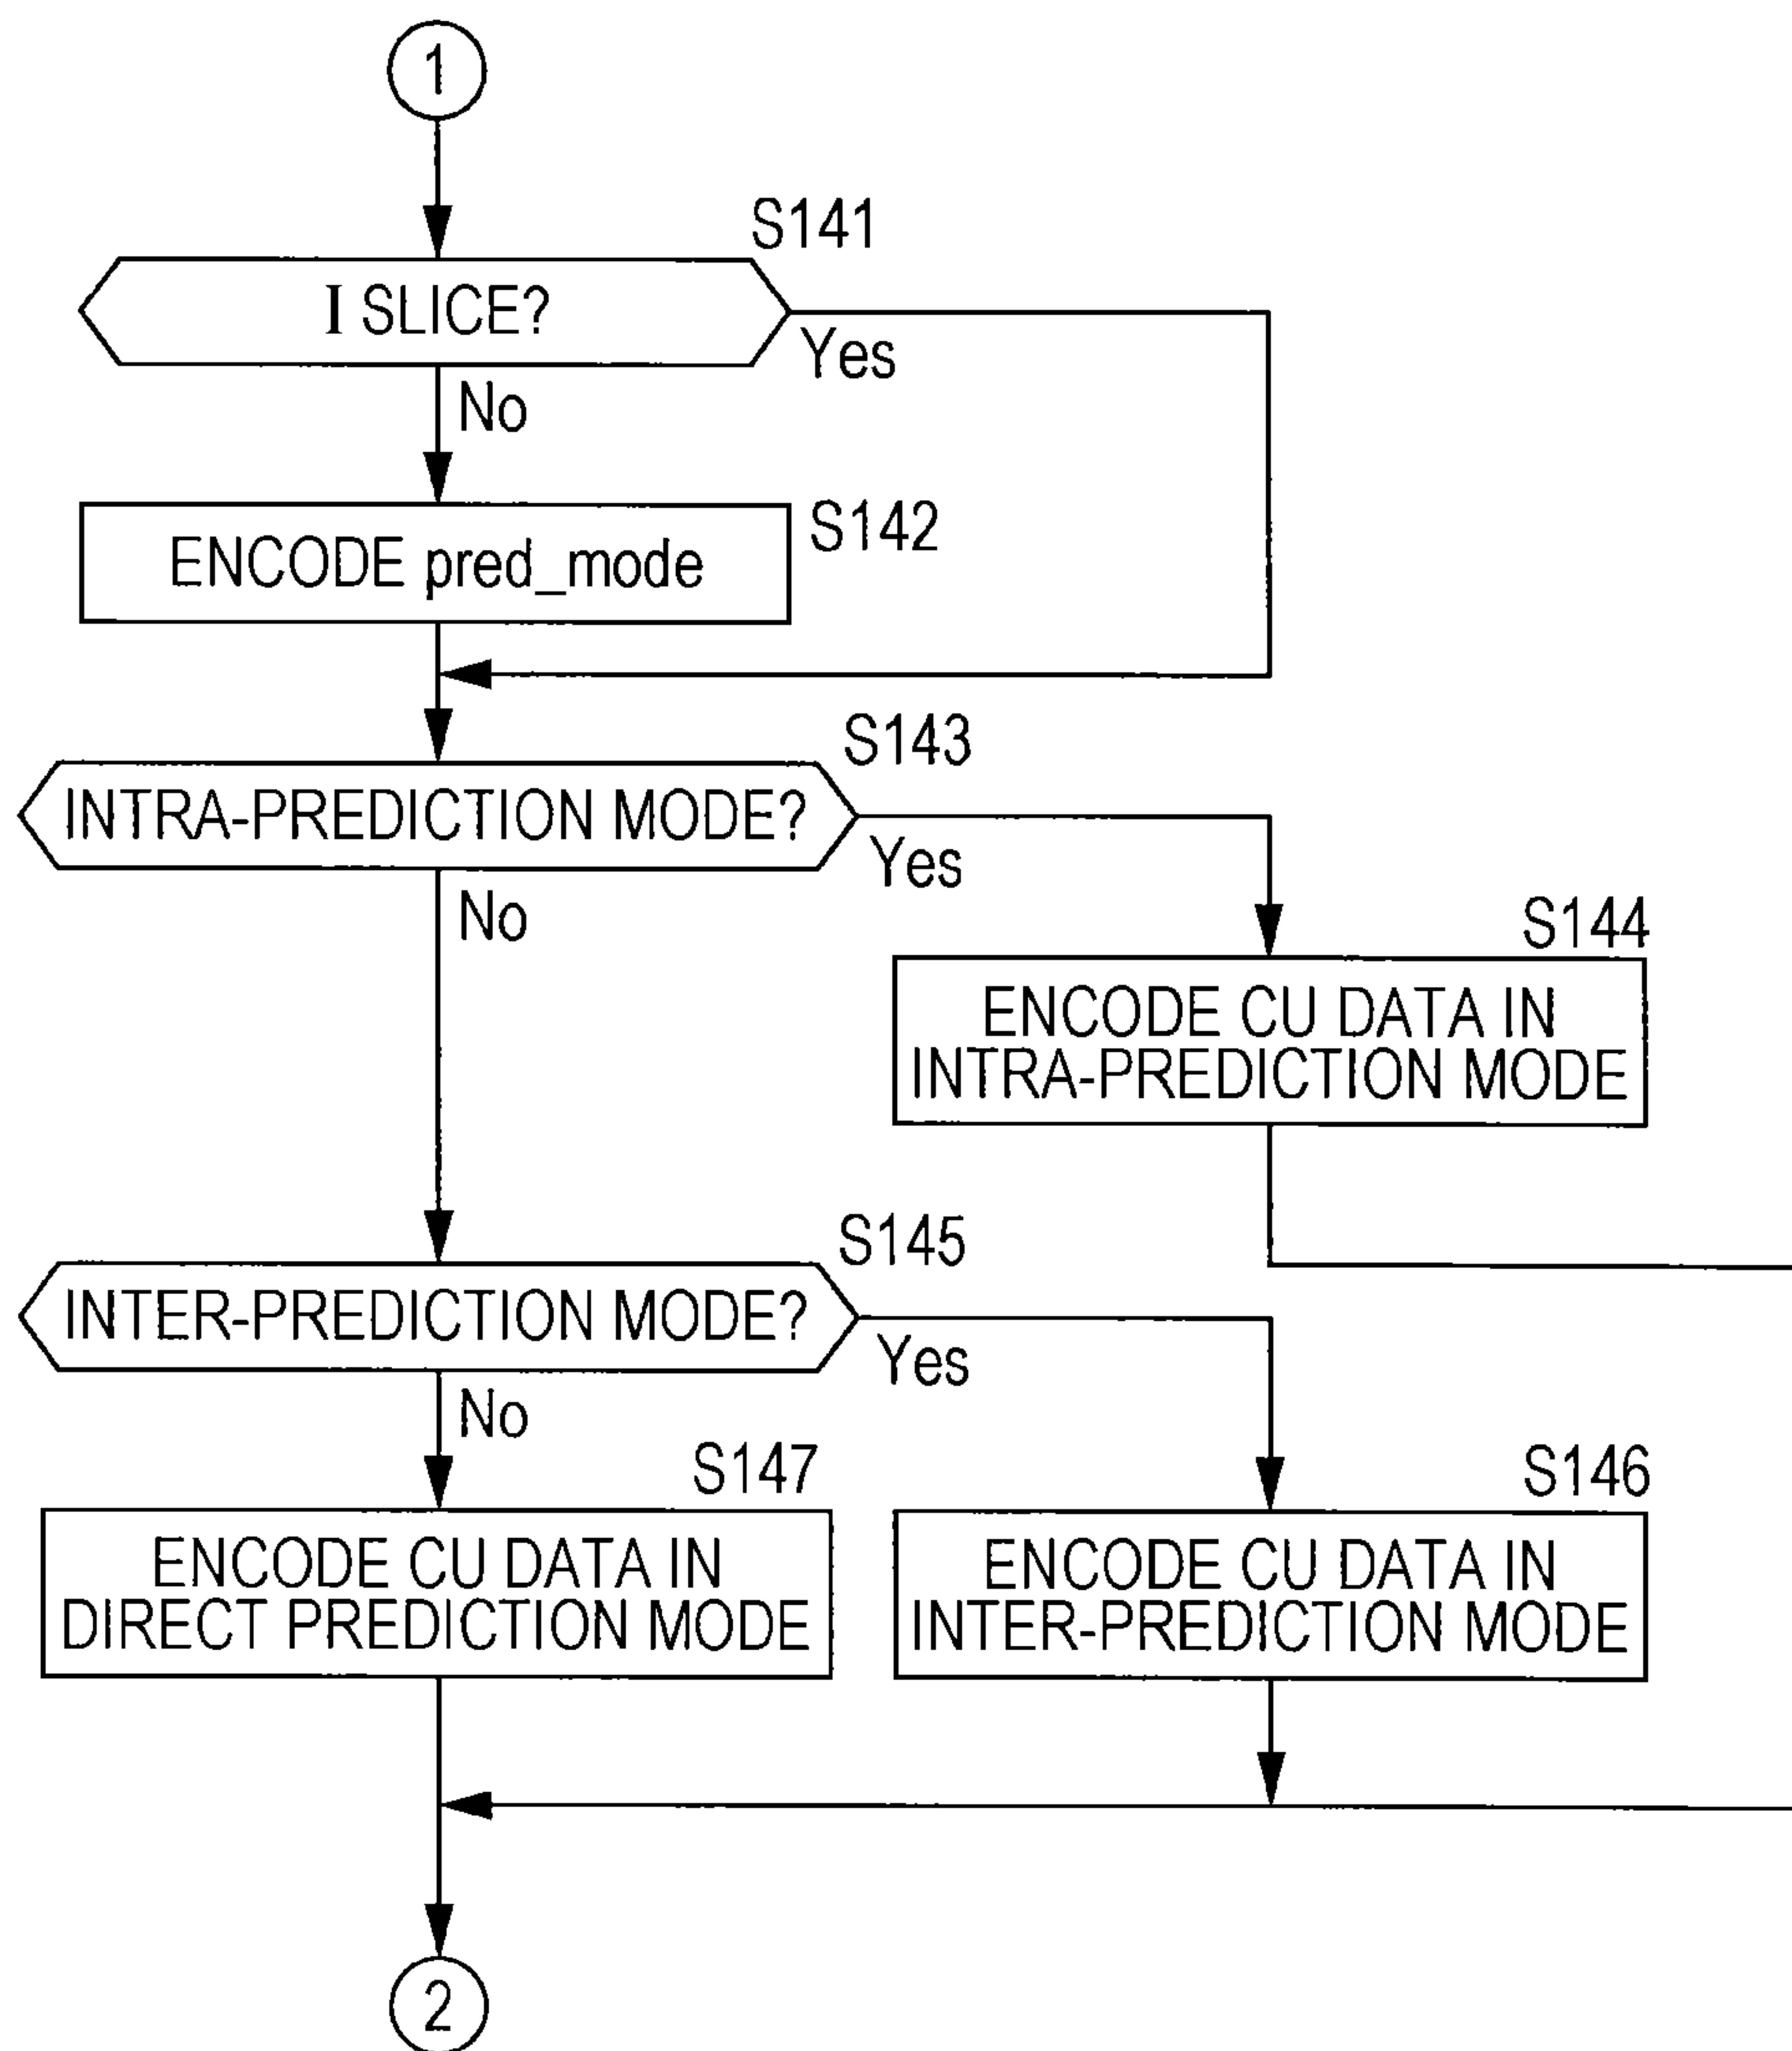 1
S141
I SLICE?
Yes
No
S142
ENCODE pred_mode
S143
INTRA-PREDICTION MODE?
Yes
No
S144
ENCODE CU DATA IN
INTRA-PREDICTION MODE
S145
INTER-PREDICTION MODE?
Yes
No
S147
ENCODE CU DATA IN
DIRECT PREDICTION MODE
S146
ENCODE CU DATA IN
INTER-PREDICTION MODE
2